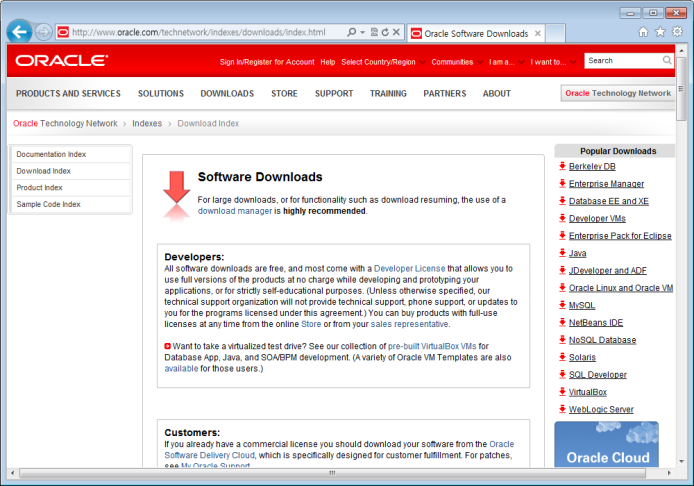 http://www.oracle.com/technetwork/indexes/downloads/index.html
Oracle Software Downloads
ORACLE
Sign In/Register for Account Help Select Country/Region Communities I am a... I want to... Search
PRODUCTS AND SERVICES SOLUTIONS DOWNLOADS STORE SUPPORT TRAINING PARTNERS ABOUT Oracle Technology Network
Oracle Technology Network > Indexes > Download Index
Documentation Index
Download Index
Product Index
Sample Code Index
Software Downloads
For large downloads, or for functionality such as download resuming, the use of a
download manager is highly recommended.
Developers:
All software downloads are free, and most come with a Developer License that allows you to
use full versions of the products at no charge while developing and prototyping your
applications, or for strictly self-educational purposes. (Unless otherwise specified, our
technical support organization will not provide technical support, phone support, or updates to
you for the programs licensed under this agreement.) You can buy products with full-use
licenses at any time from the online Store or from your sales representative.
Want to take a virtualized test drive? See our collection of pre-built VirtualBox VMs for
Database App, Java, and SOA/BPM development. (A variety of Oracle VM Templates are also
available for those users.)
Customers:
If you already have a commercial license you should download your software from the Oracle
Software Delivery Cloud, which is specifically designed for customer fulfillment. For patches,
see My Oracle Support.
Popular Downloads
Berkeley DB
Enterprise Manager
Database EE and XE
Developer VMs
Enterprise Pack for Eclipse
Java
JDeveloper and ADF
Oracle Linux and Oracle VM
MySQL
NetBeans IDE
NoSQL Database
Solaris
SQL Developer
VirtualBox
WebLogic Server
Oracle Cloud